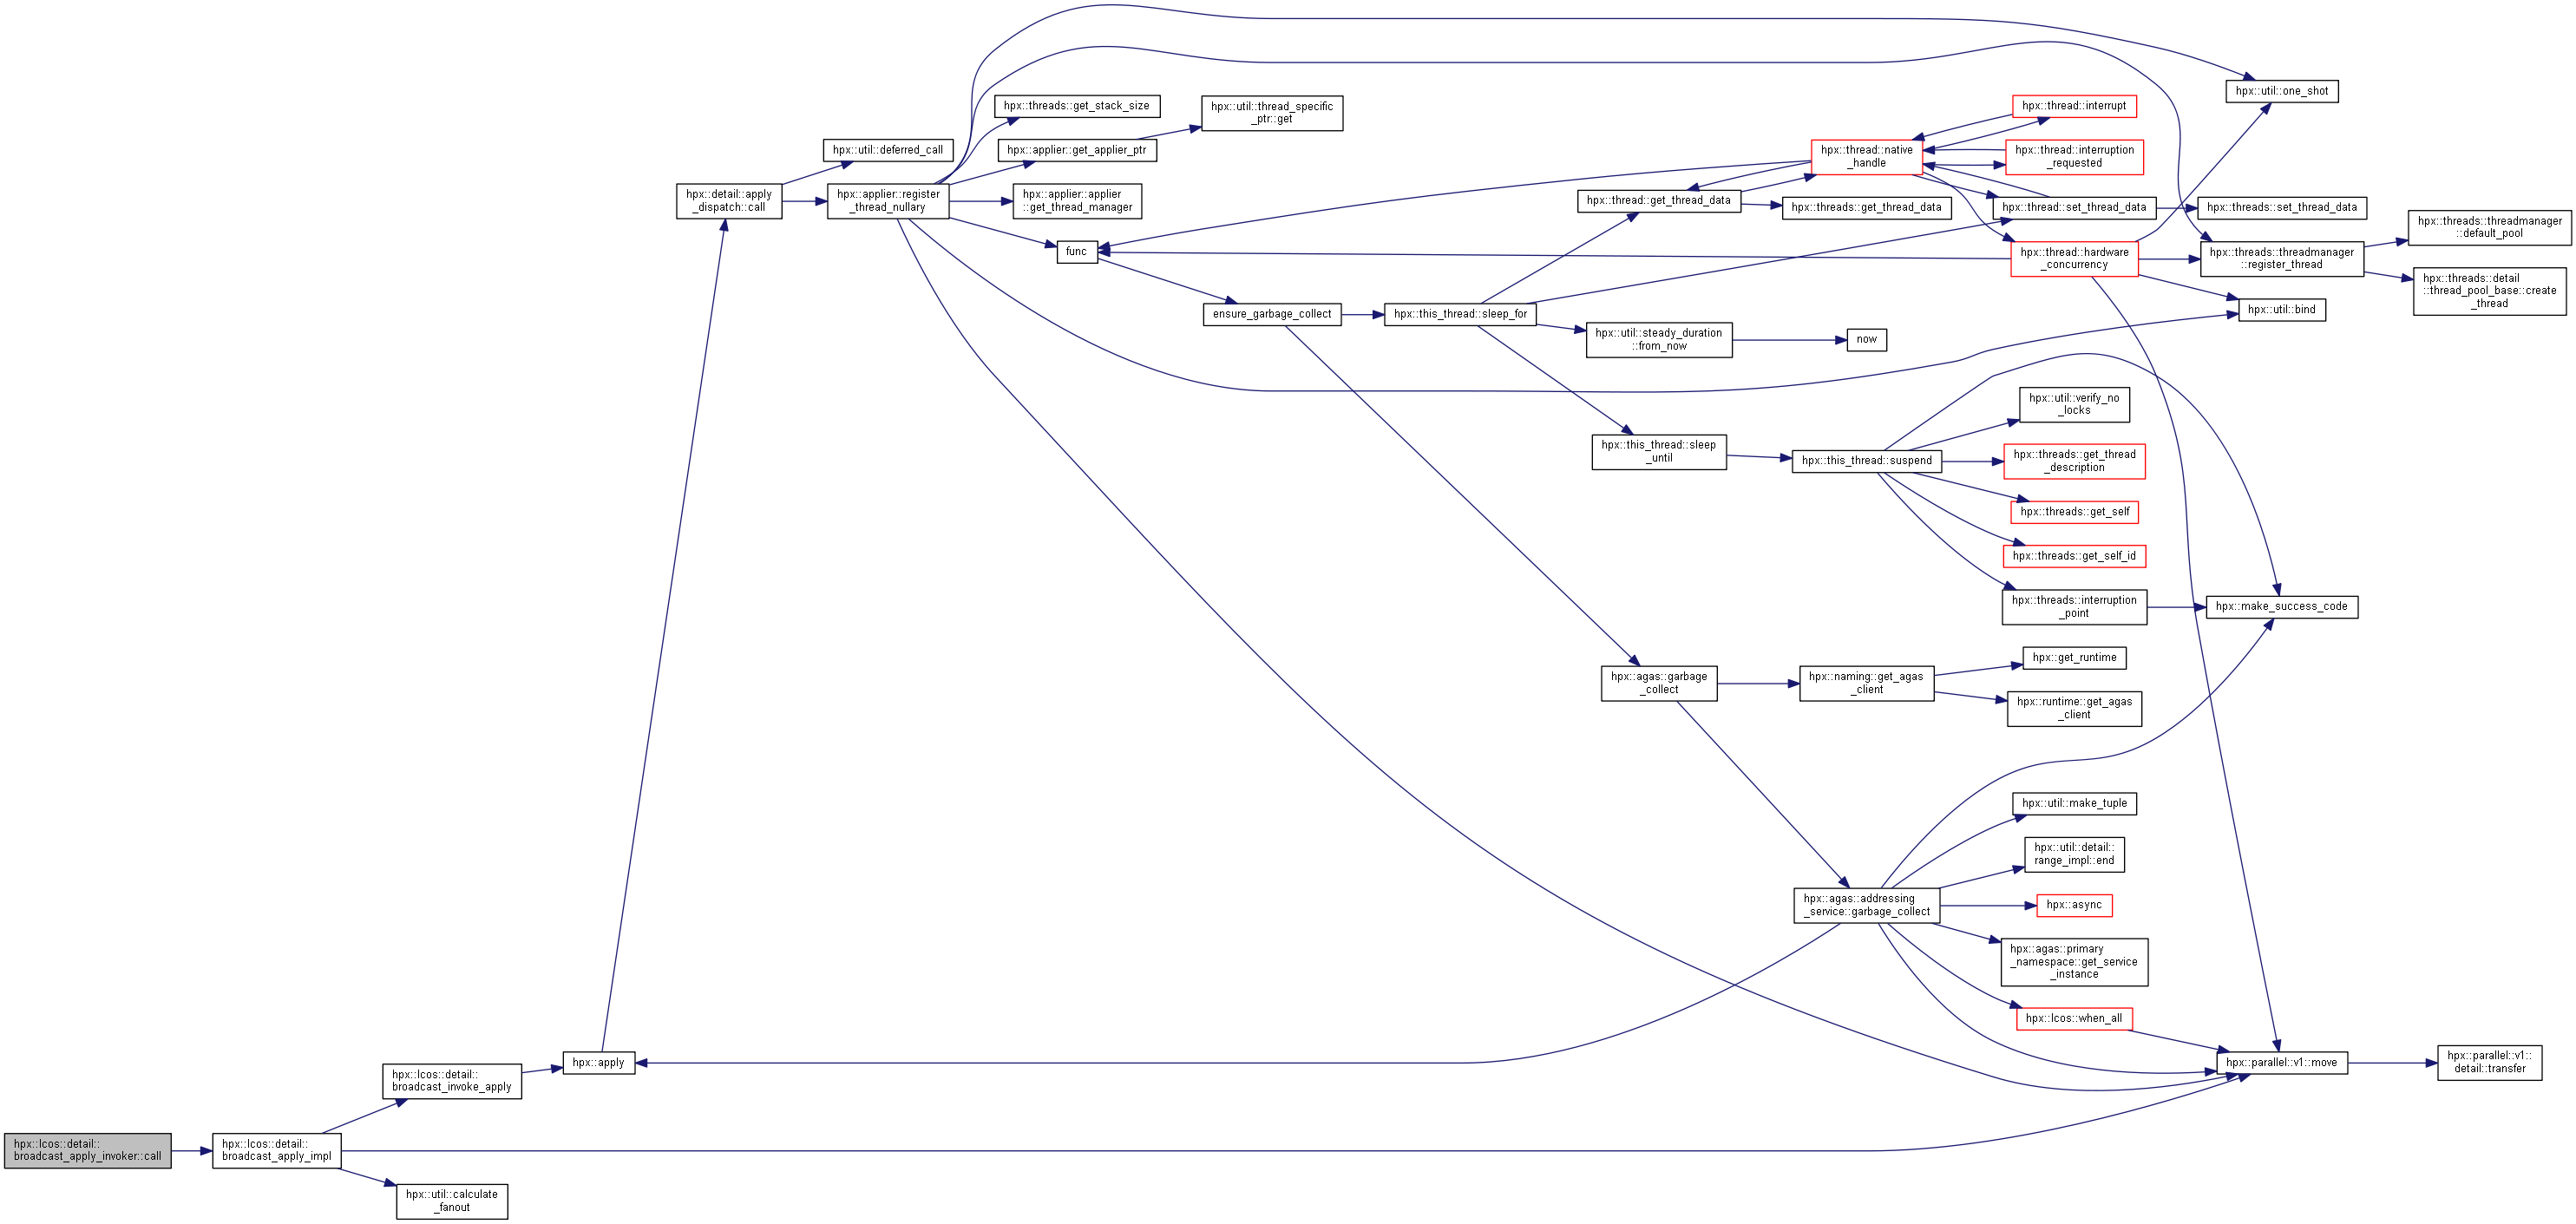 hpx::lcos::detail::
broadcast_apply_invoker::call
hpx::lcos::detail::
broadcast_apply_impl
hpx::lcos::detail::
broadcast_invoke_apply
hpx::util::calculate
_fanout
hpx::apply
hpx::detail::apply
_dispatch::call
hpx::util::deferred_call
hpx::applier::register
_thread_nullary
hpx::threads::get_stack_size
hpx::applier::get_applier_ptr
hpx::applier::applier
::get_thread_manager
func
hpx::util::thread_specific
_ptr::get
ensure_garbage_collect
hpx::this_thread::sleep_for
hpx::thread::get_thread_data
hpx::util::steady_duration
::from_now
hpx::this_thread::sleep
_until
hpx::agas::garbage
_collect
hpx::thread::native
_handle
hpx::threads::get_thread_data
now
hpx::this_thread::suspend
hpx::naming::get_agas
_client
hpx::agas::addressing
_service::garbage_collect
hpx::thread::interrupt
hpx::thread::interruption
_requested
hpx::thread::set_thread_data
hpx::thread::hardware
_concurrency
hpx::util::verify_no
_locks
hpx::threads::get_thread
_description
hpx::threads::get_self
hpx::threads::get_self_id
hpx::threads::interruption
_point
hpx::get_runtime
hpx::runtime::get_agas
_client
hpx::util::make_tuple
hpx::util::detail::
range_impl::end
hpx::async
hpx::agas::primary
_namespace::get_service
_instance
hpx::lcos::when_all
hpx::util::one_shot
hpx::threads::set_thread_data
hpx::threads::threadmanager
::register_thread
hpx::util::bind
hpx::make_success_code
hpx::parallel::v1::move
hpx::threads::threadmanager
::default_pool
hpx::threads::detail
::thread_pool_base::create
_thread
hpx::parallel::v1::
detail::transfer